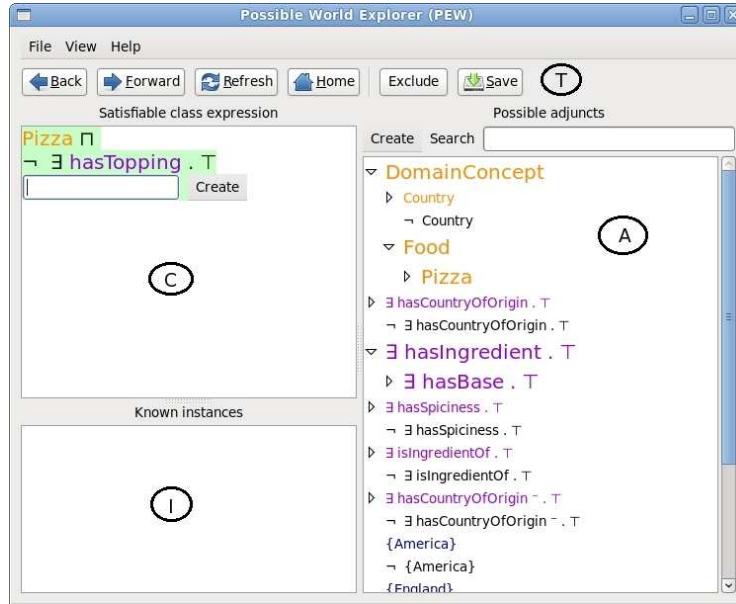 Possible World Explorer (PEW)
File View Help
Back Forward Refresh Home Exclude Save T
Satisfiable class expression
Pizza ⊓
¬ ∃ hasTopping . ⊤
Create
C
Known instances
I
Possible adjuncts
Create Search
DomainConcept
Country
¬ Country
Food
Pizza
∃ hasCountryOfOrigin . ⊤
¬ ∃ hasCountryOfOrigin . ⊤
∃ hasIngredient . ⊤
∃ hasBase . ⊤
∃ hasSpiciness . ⊤
¬ ∃ hasSpiciness . ⊤
∃ isIngredientOf . ⊤
¬ ∃ isIngredientOf . ⊤
∃ hasCountryOfOrigin ⁻ . ⊤
¬ ∃ hasCountryOfOrigin ⁻ . ⊤
{America}
¬ {America}
{England}
A